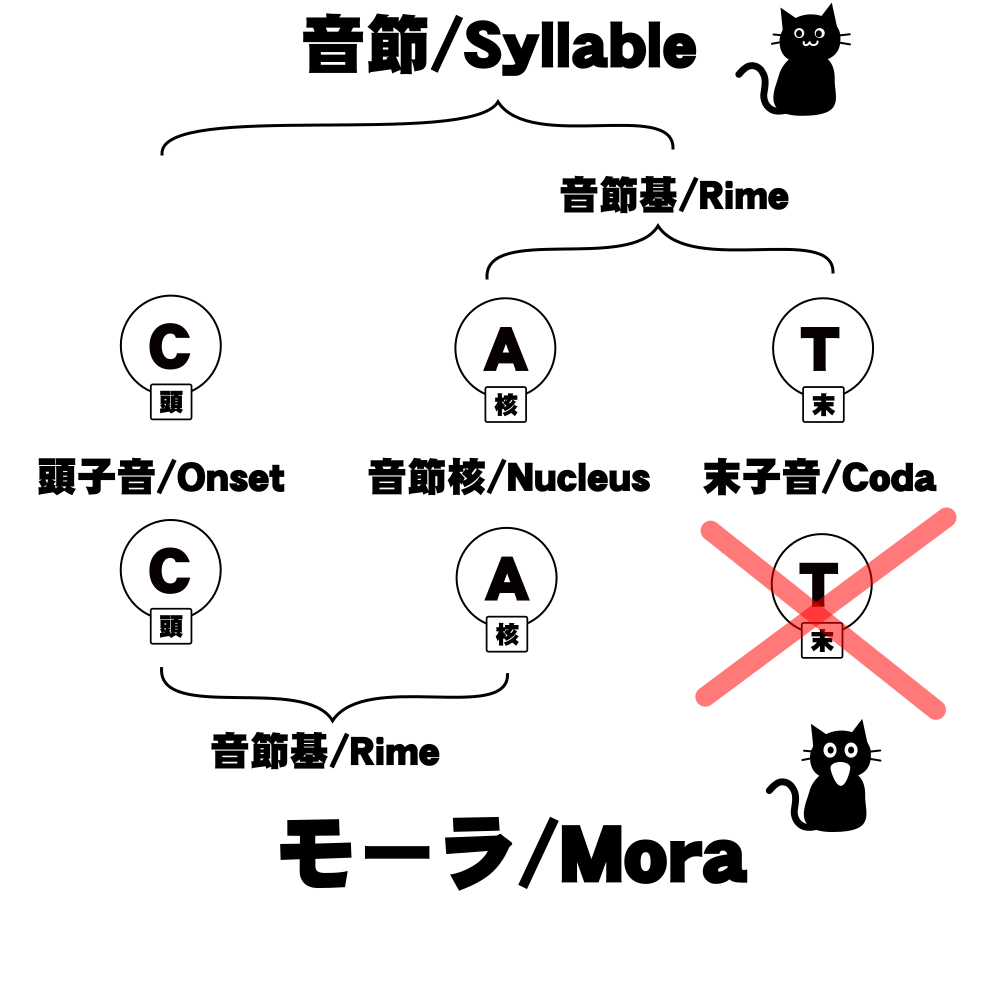 音節/Syllable
音節基/Rime
C A T
頭 核 末
頭子音/Onset 音節核/Nucleus 末子音/Coda
C A T
頭 核 末
音節基/Rime
モーラ/Mora